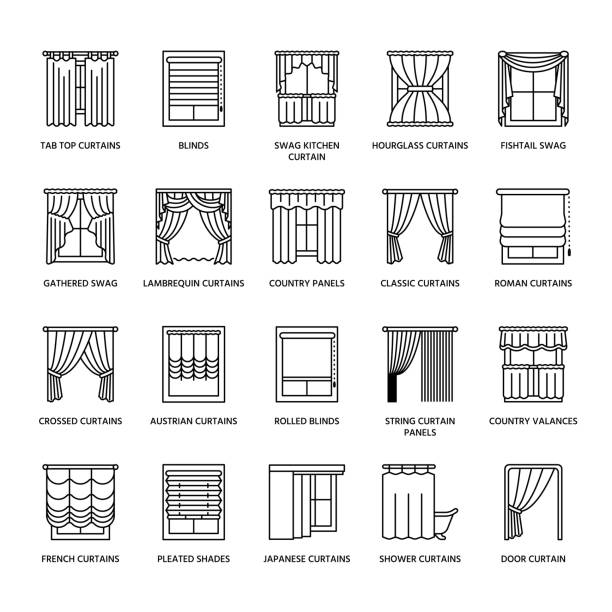 TAB TOP CURTAINS
BLINDS
SWAG KITCHEN
CURTAIN
HOURGLASS CURTAINS
FISHTAIL SWAG
GATHERED SWAG
LAMBREQUIN CURTAINS
COUNTRY PANELS
CLASSIC CURTAINS
ROMAN CURTAINS
CROSSED CURTAINS
AUSTRIAN CURTAINS
ROLLED BLINDS
STRING CURTAIN
PANELS
COUNTRY VALANCES
FRENCH CURTAINS
PLEATED SHADES
JAPANESE CURTAINS
SHOWER CURTAINS
DOOR CURTAIN